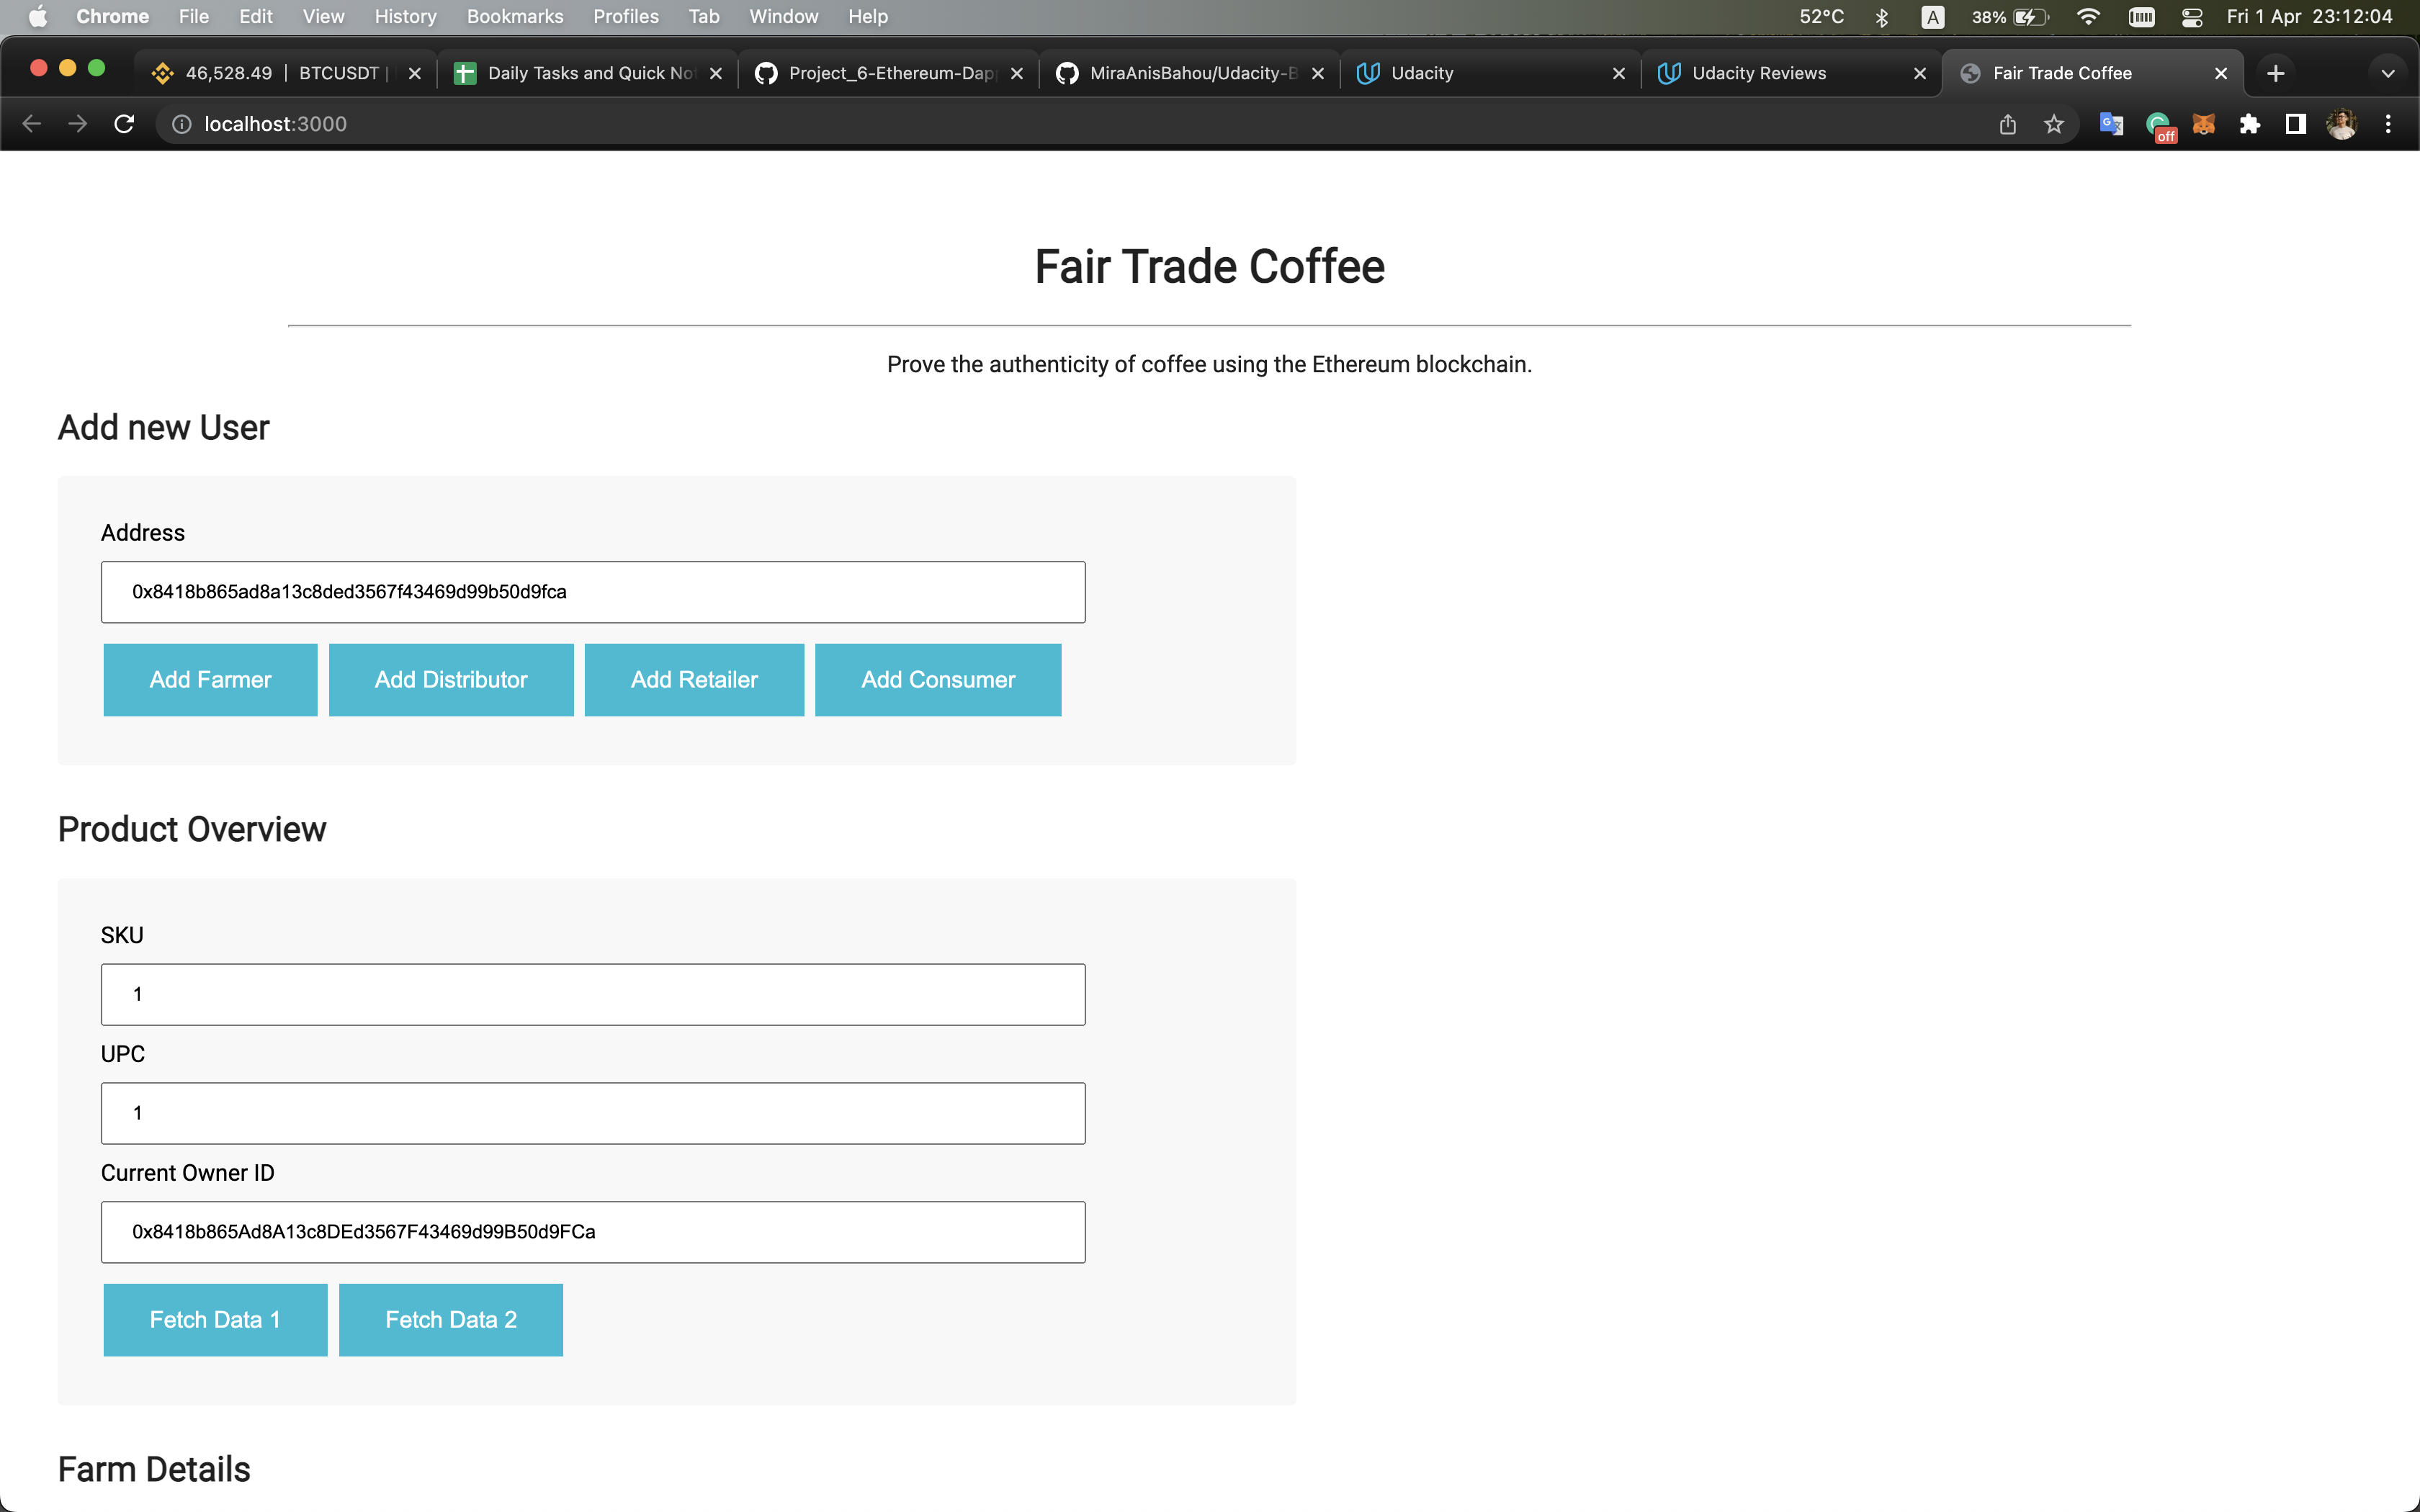 Chrome File Edit View History Bookmarks Profiles Tab Window Help 52°C A 38% Fri 1 Apr 23:12:04
46,528.49 | BTCUSDT | Daily Tasks and Quick No Project_6-Ethereum-Dap MiraAnisBahou/Udacity-B Udacity Udacity Reviews Fair Trade Coffee
localhost:3000 off
Fair Trade Coffee
Prove the authenticity of coffee using the Ethereum blockchain.
Add new User
Address
0x8418b865ad8a13c8ded3567f43469d99b50d9fca
Add Farmer Add Distributor Add Retailer Add Consumer
Product Overview
SKU
1
UPC
1
Current Owner ID
0x8418b865Ad8A13c8DEd3567F43469d99B50d9FCa
Fetch Data 1 Fetch Data 2
Farm Details